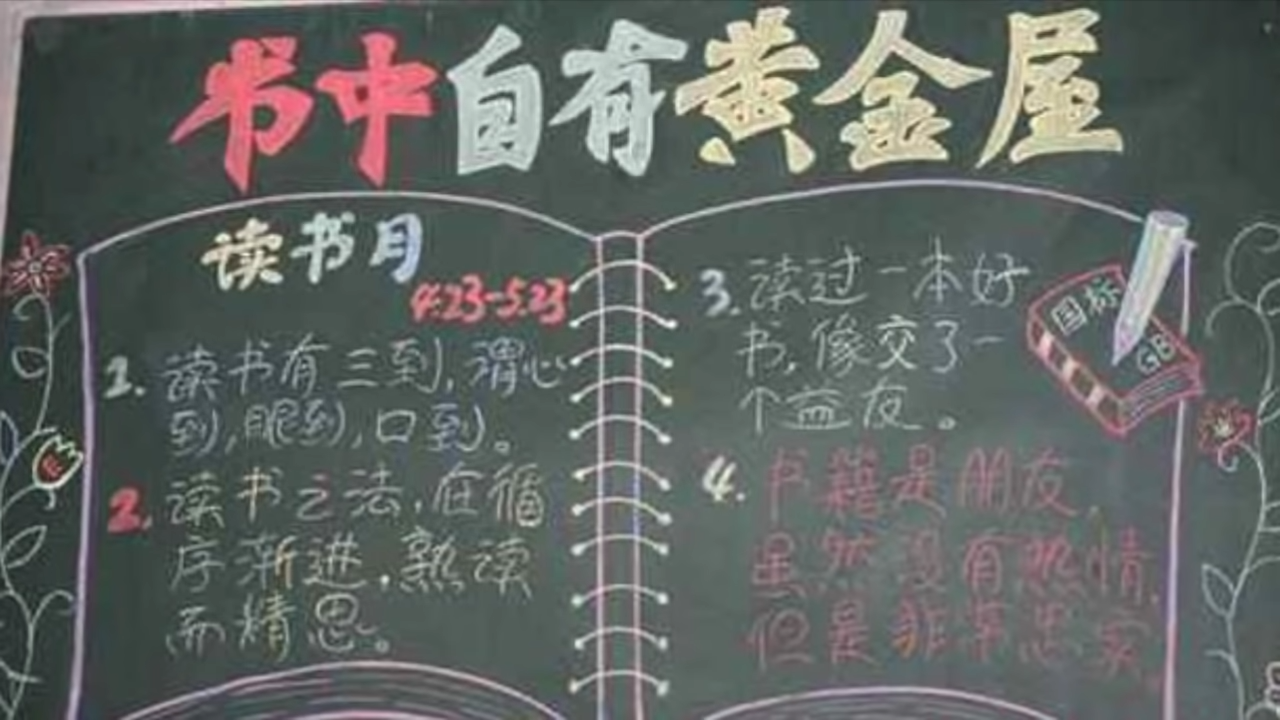 书中自有黄金屋
读书月
4.23-5.23
1. 读书有三到,谓心
到,眼到,口到。
2. 读书之法,在循
序渐进,熟读
而精思。
3. 读过一本好
书,像交了一
个益友。
国标
GB
4. 书籍是朋友,
虽然没有热情,
但是非常忠实